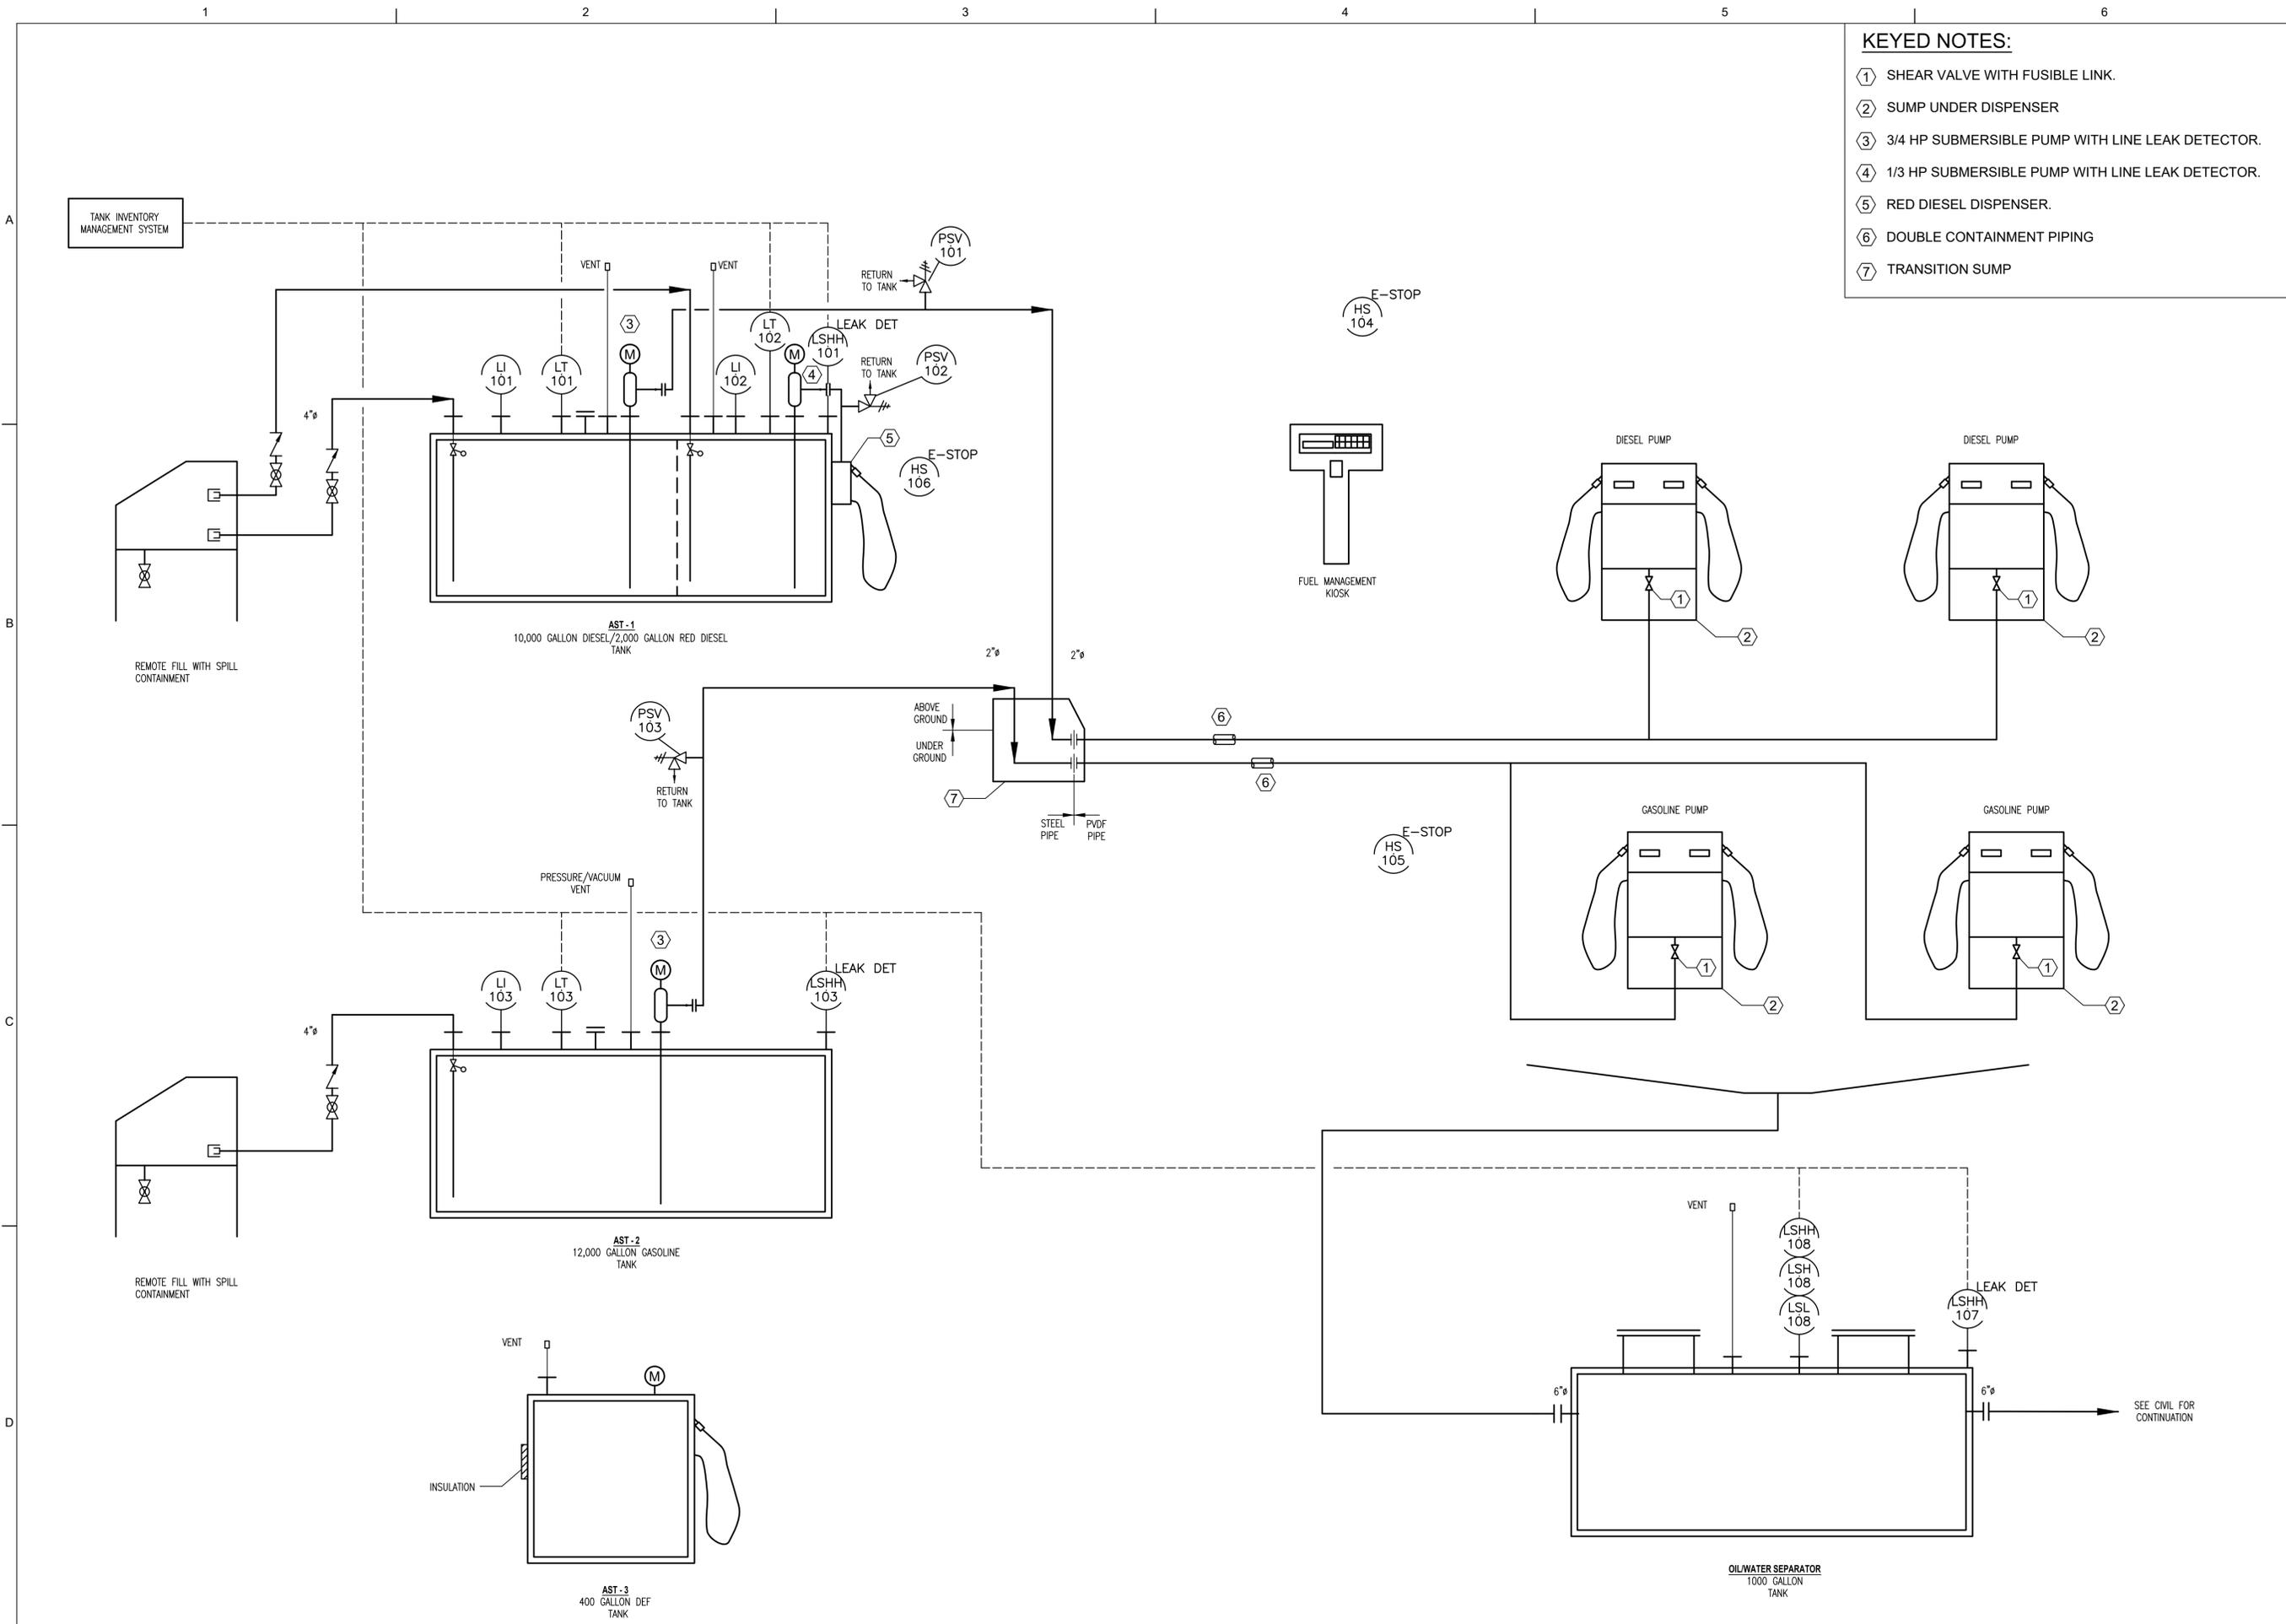 1
2
3
4
5
6
KEYED NOTES:
1 SHEAR VALVE WITH FUSIBLE LINK.
2 SUMP UNDER DISPENSER
3 3/4 HP SUBMERSIBLE PUMP WITH LINE LEAK DETECTOR.
4 1/3 HP SUBMERSIBLE PUMP WITH LINE LEAK DETECTOR.
5 RED DIESEL DISPENSER.
6 DOUBLE CONTAINMENT PIPING
7 TRANSITION SUMP
A
TANK INVENTORY
MANAGEMENT SYSTEM
VENT
VENT
RETURN
TO TANK
PSV
101
E-STOP
HS
104
3
M
LI
101
LT
101
LI
102
LT
102
M
4
LEAK DET
LSHH
101
RETURN
TO TANK
PSV
102
4"ø
5
E-STOP
HS
106
DIESEL PUMP
DIESEL PUMP
1
1
2
2
FUEL MANAGEMENT
KIOSK
B
AST - 1
10,000 GALLON DIESEL/2,000 GALLON RED DIESEL
TANK
REMOTE FILL WITH SPILL
CONTAINMENT
2"ø
2"ø
PSV
103
RETURN
TO TANK
ABOVE
GROUND
UNDER
GROUND
6
6
7
STEEL
PIPE
PVDF
PIPE
E-STOP
HS
105
GASOLINE PUMP
GASOLINE PUMP
1
1
2
2
PRESSURE/VACUUM
VENT
3
M
LI
103
LT
103
LEAK DET
LSHH
103
C
4"ø
AST - 2
12,000 GALLON GASOLINE
TANK
REMOTE FILL WITH SPILL
CONTAINMENT
VENT
LSHH
108
LSH
108
LSL
108
LEAK DET
LSHH
107
VENT
M
INSULATION
D
6"ø
6"ø
SEE CIVIL FOR
CONTINUATION
AST - 3
400 GALLON DEF
TANK
OIL/WATER SEPARATOR
1000 GALLON
TANK